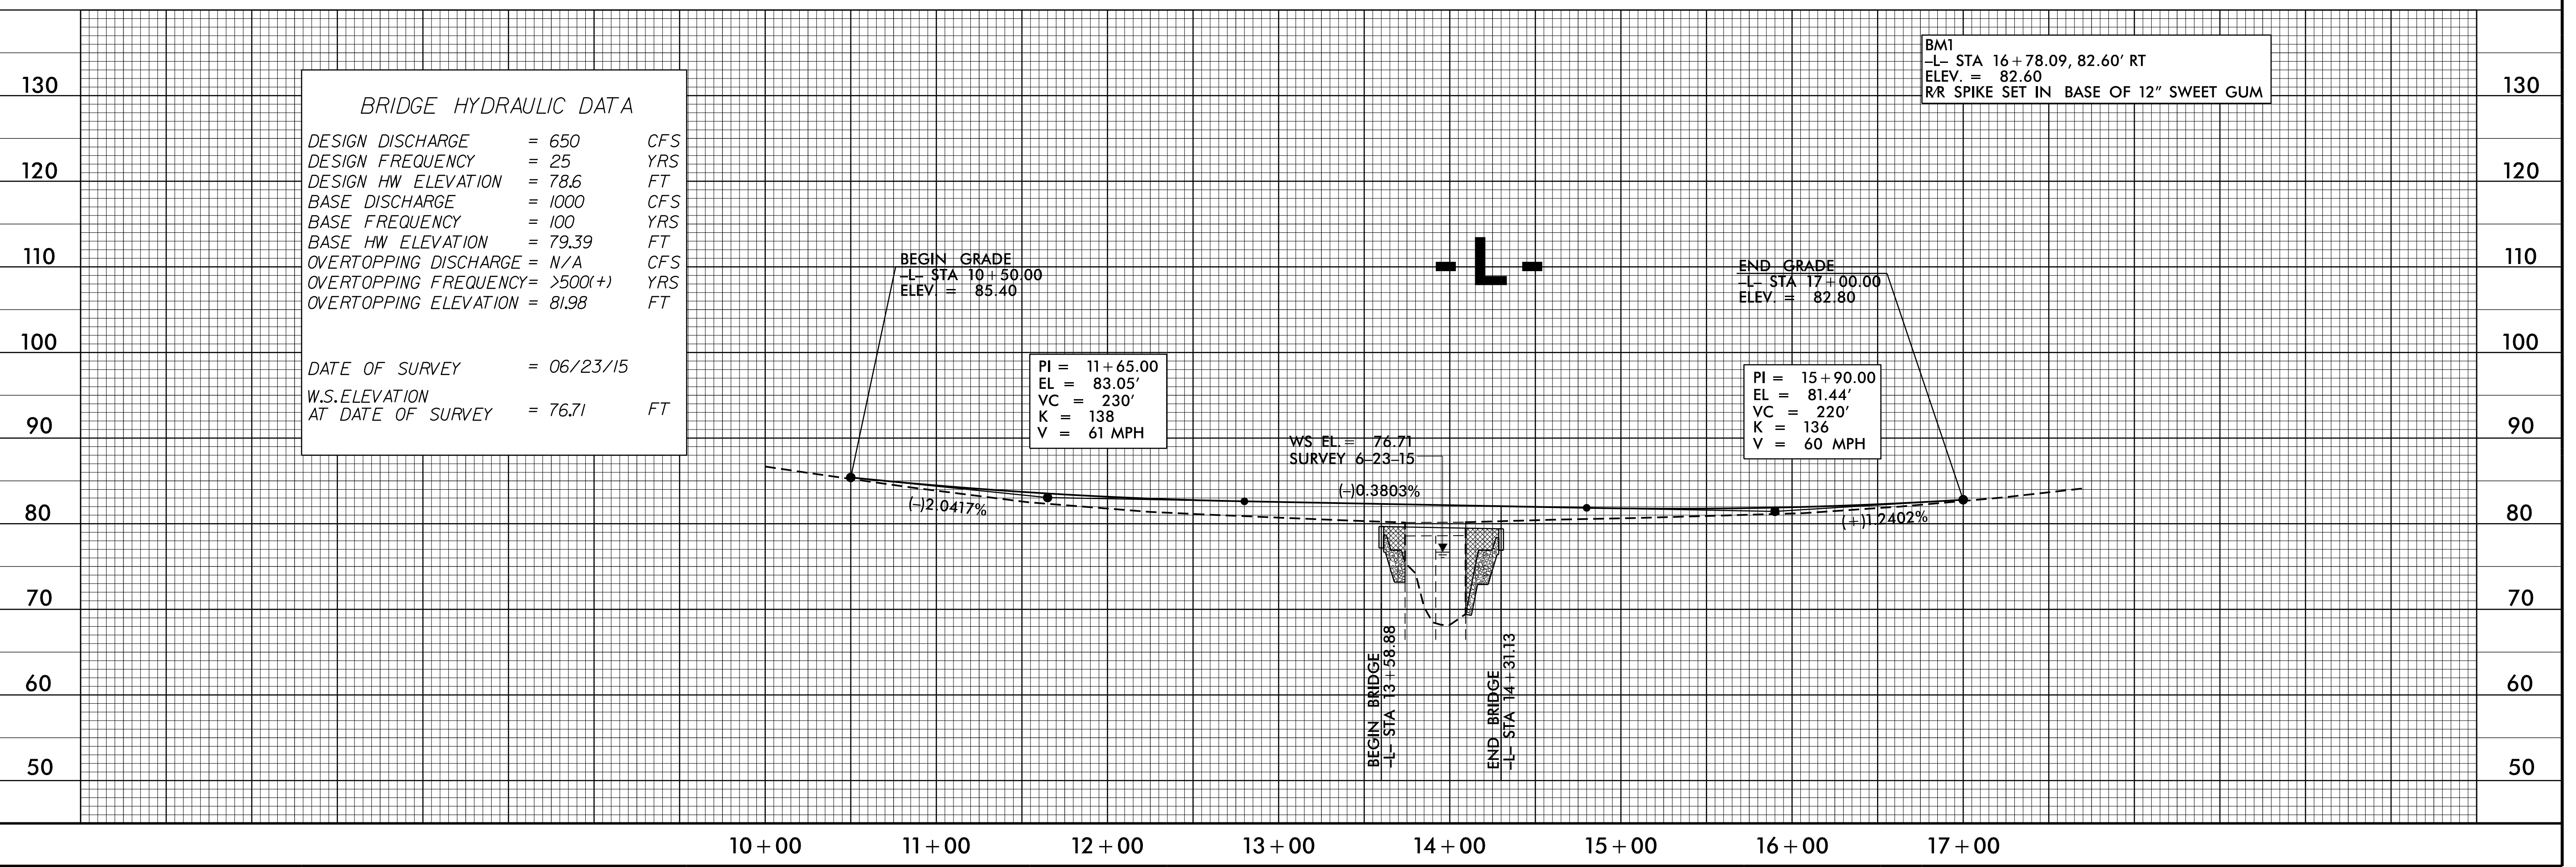 BRIDGE HYDRAULIC DATA
DESIGN DISCHARGE = 650 CFS
DESIGN FREQUENCY = 25 YRS
DESIGN HW ELEVATION = 78.6 FT
BASE DISCHARGE = 1000 CFS
BASE FREQUENCY = 100 YRS
BASE HW ELEVATION = 79.39 FT
OVERTOPPING DISCHARGE = N/A CFS
OVERTOPPING FREQUENCY = >500(+) YRS
OVERTOPPING ELEVATION = 81.98 FT
DATE OF SURVEY = 06/23/15
W.S.ELEVATION
AT DATE OF SURVEY = 76.71 FT
BM1
-L- STA 16+78.09, 82.60' RT
ELEV. = 82.60
R/R SPIKE SET IN BASE OF 12" SWEET GUM
BEGIN GRADE
-L- STA 10+50.00
ELEV. = 85.40
-L-
END GRADE
-L- STA 17+00.00
ELEV. = 82.80
PI = 11+65.00
EL = 83.05'
VC = 230'
K = 138
V = 61 MPH
PI = 15+90.00
EL = 81.44'
VC = 220'
K = 136
V = 60 MPH
WS EL.= 76.71
SURVEY 6-23-15
(-)2.0417%
(-)0.3803%
(+)1.2402%
BEGIN BRIDGE
-L- STA 13+58.88
END BRIDGE
-L- STA 14+31.13
130
120
110
100
90
80
70
60
50
130
120
110
100
90
80
70
60
50
10+00 11+00 12+00 13+00 14+00 15+00 16+00 17+00